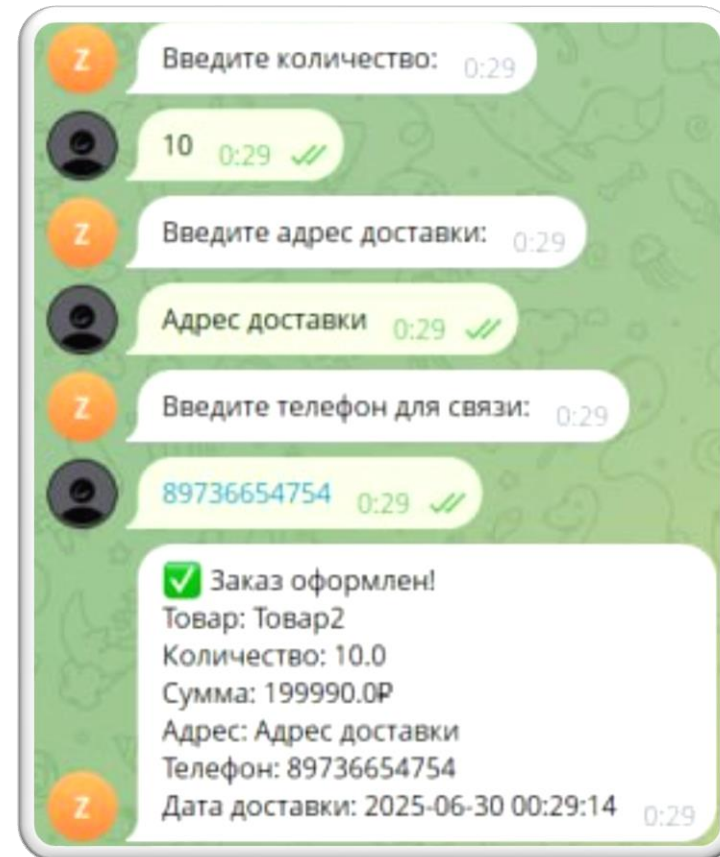 Z
Введите количество: 0:29
10 0:29
Z
Введите адрес доставки: 0:29
Адрес доставки 0:29
Z
Введите телефон для связи: 0:29
89736654754 0:29
✅ Заказ оформлен!
Товар: Товар2
Количество: 10.0
Сумма: 199990.0₽
Адрес: Адрес доставки
Телефон: 89736654754
Z
Дата доставки: 2025-06-30 00:29:14 0:29